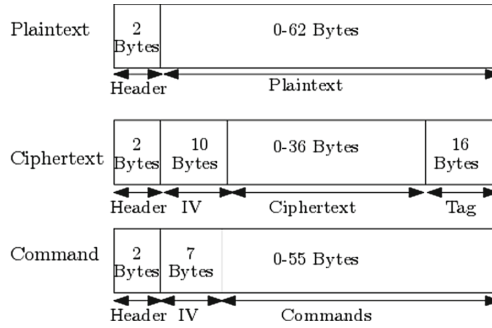 Plaintext
2 Bytes
0-62 Bytes
Header
Plaintext
Ciphertext
2 Bytes
10 Bytes
0-36 Bytes
16 Bytes
Header
IV
Ciphertext
Tag
Command
2 Bytes
7 Bytes
0-55 Bytes
Header
IV
Commands